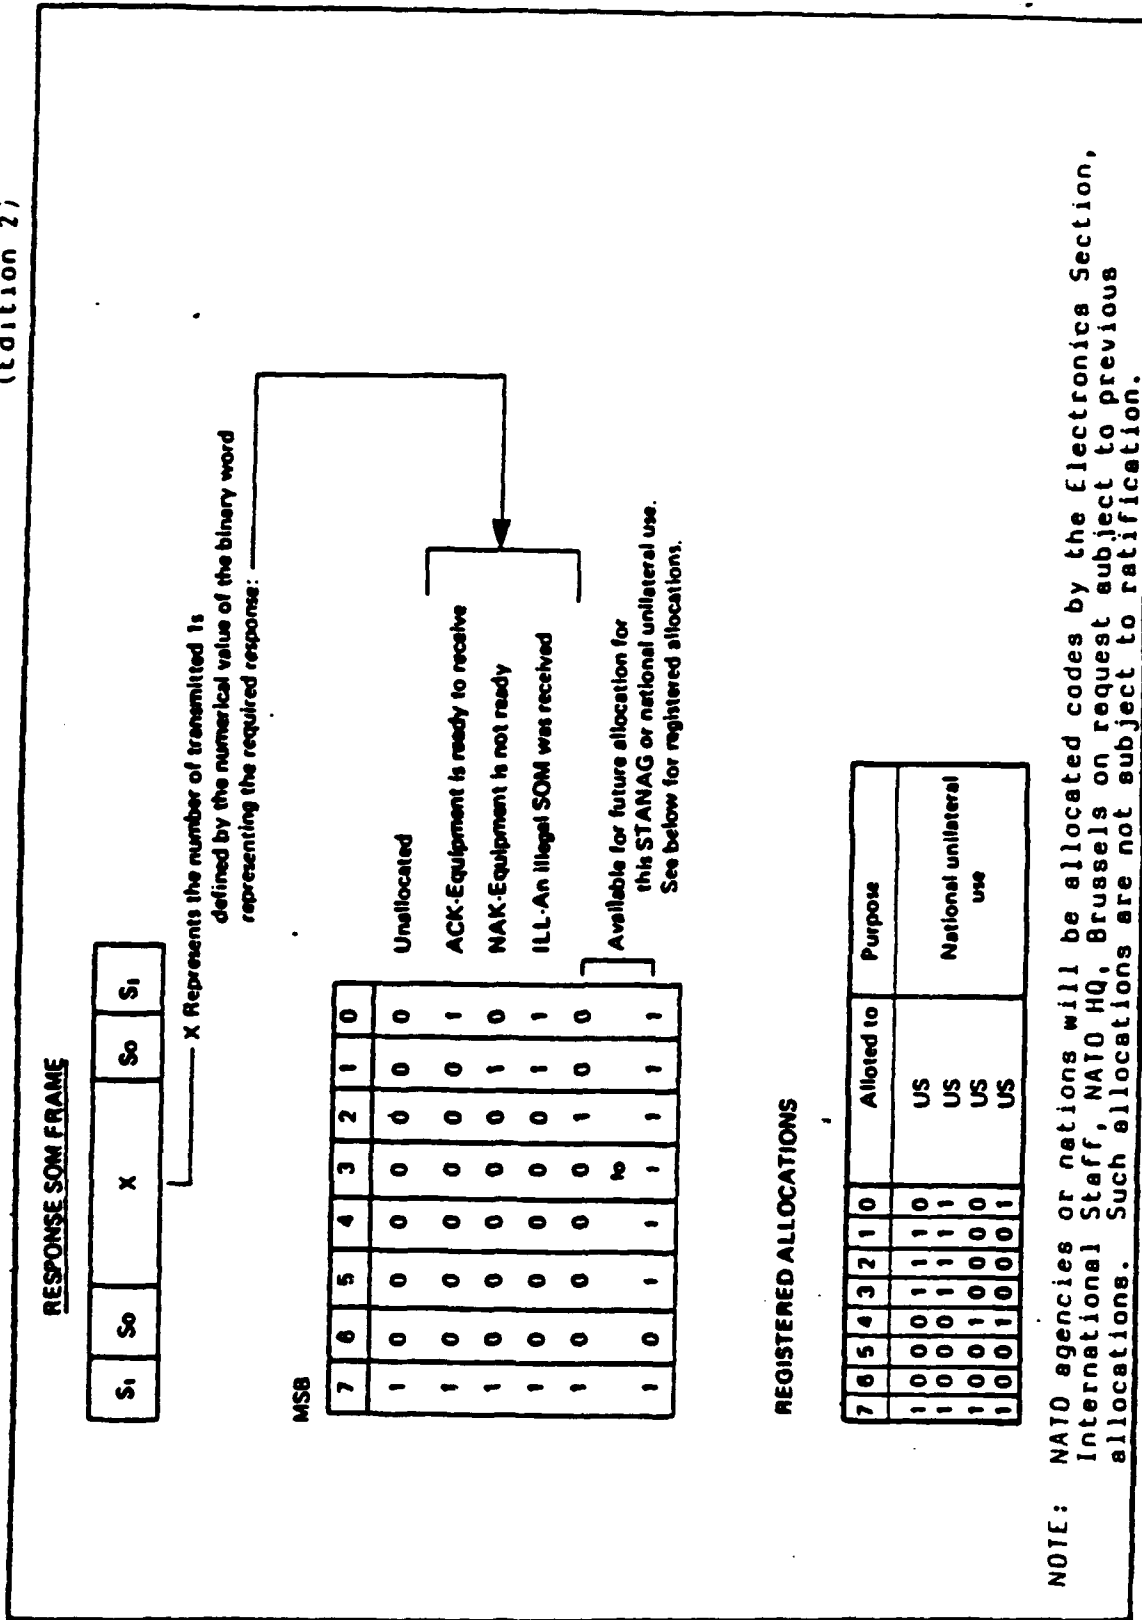 (Edition 2)
RESPONSE SOM FRAME
S1 S0 X S0 S1
X Represents the number of transmitted 1s
defined by the numerical value of the binary word
representing the required response:
MSB
7 6 5 4 3 2 1 0
1 0 0 0 0 0 0 0 Unallocated
1 0 0 0 0 0 0 1 ACK-Equipment is ready to receive
1 0 0 0 0 0 1 0 NAK-Equipment is not ready
1 0 0 0 0 0 1 1 ILL-An illegal SOM was received
1 0 0 0 0 1 0 0
to
1 0 1 1 1 1 1 1
Available for future allocation for
this STANAG or national unilateral use.
See below for registered allocations.
REGISTERED ALLOCATIONS
7 6 5 4 3 2 1 0 Alloted to Purpose
1 0 0 0 1 1 1 0 US
1 0 0 0 1 1 1 1 US
1 0 0 1 0 0 0 0 US
1 0 0 1 0 0 0 1 US
National unilateral
use
NOTE: NATO agencies or nations will be allocated codes by the Electronics Section,
International Staff, NATO HQ, Brussels on request subject to previous
allocations. Such allocations are not subject to ratification.